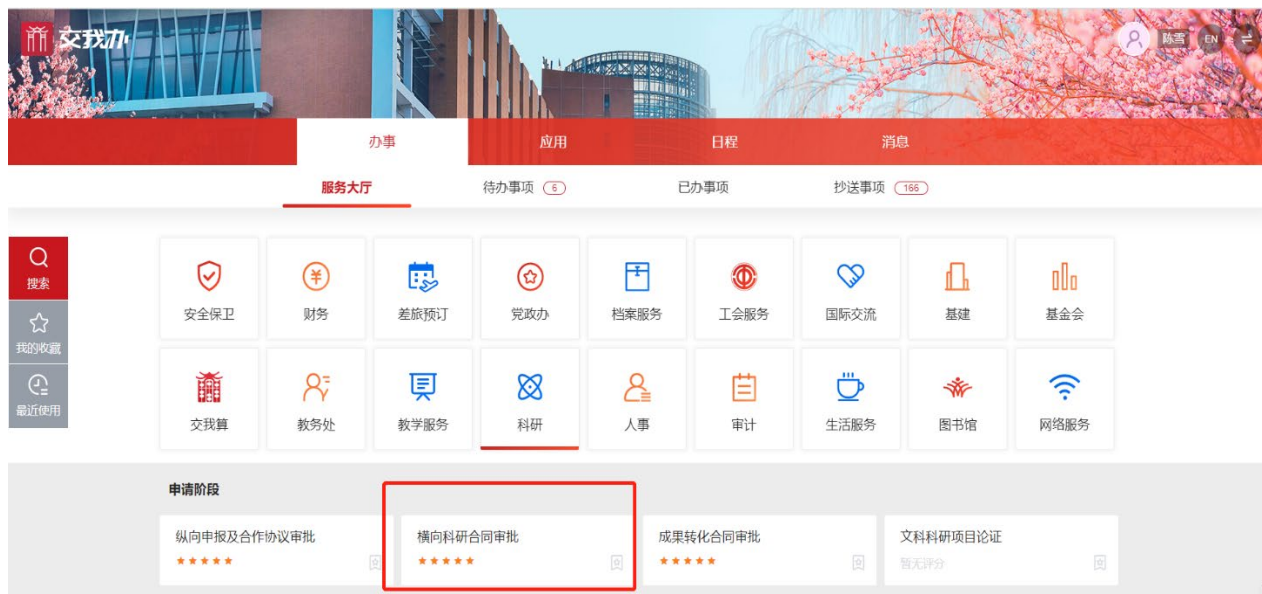 交我办
陈雪 EN
办事 应用 日程 消息
服务大厅 待办事项 6 已办事项 抄送事项 166
搜索
我的收藏
最近使用
安全保卫 财务 差旅预订 党政办 档案服务 工会服务 国际交流 基建 基金会
交我算 教务处 教学服务 科研 人事 审计 生活服务 图书馆 网络服务
申请阶段
纵向申报及合作协议审批 横向科研合同审批 成果转化合同审批 文科科研项目论证
暂无评分